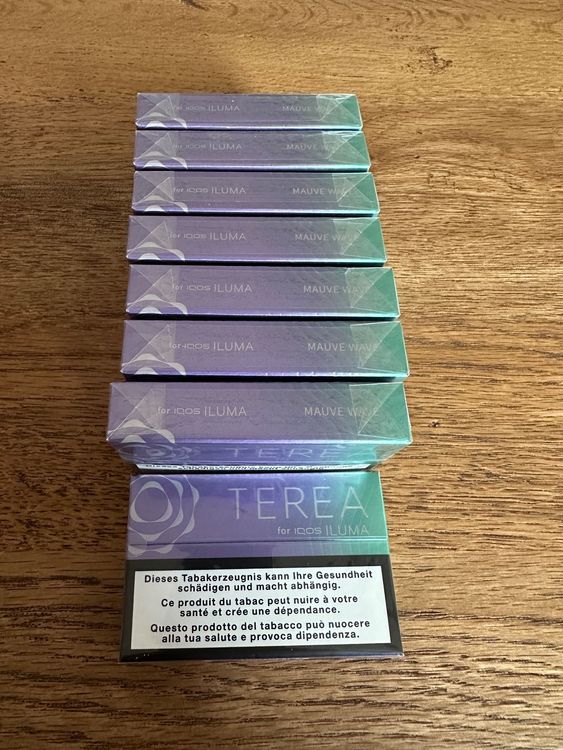 for IQOS ILUMA MAUVE WAVE
for IQOS ILUMA MAUVE WAVE
for IQOS ILUMA MAUVE WAVE
for IQOS ILUMA MAUVE WAVE
for IQOS ILUMA MAUVE WAVE
for IQOS ILUMA MAUVE WAVE
for IQOS ILUMA MAUVE WAVE
TEREA
TEREA
for IQOS ILUMA
Dieses Tabakerzeugnis kann Ihre Gesundheit
schädigen und macht abhängig.
Ce produit du tabac peut nuire à votre
santé et crée une dépendance.
Questo prodotto del tabacco può nuocere
alla tua salute e provoca dipendenza.